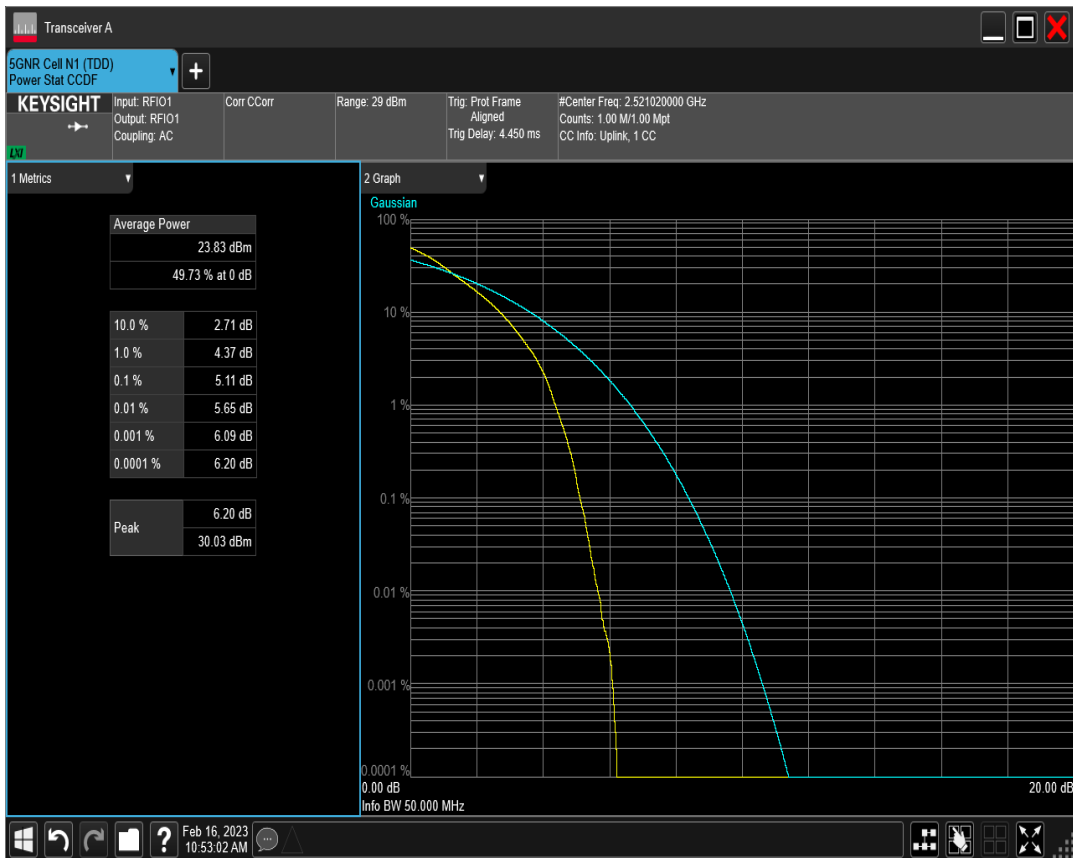 Transceiver A
5GNR Cell N1 (TDD)
Power Stat CCDF
KEYSIGHT
LXI
Input: RFIO1
Output: RFIO1
Coupling: AC
Corr CCorr
Range: 29 dBm
Trig: Prot Frame
Aligned
Trig Delay: 4.450 ms
#Center Freq: 2.521020000 GHz
Counts: 1.00 M/1.00 Mpt
CC Info: Uplink, 1 CC
1 Metrics
Average Power
23.83 dBm
49.73 % at 0 dB
10.0 % 2.71 dB
1.0 % 4.37 dB
0.1 % 5.11 dB
0.01 % 5.65 dB
0.001 % 6.09 dB
0.0001 % 6.20 dB
Peak 6.20 dB
30.03 dBm
2 Graph
Gaussian
100 %
10 %
1 %
0.1 %
0.01 %
0.001 %
0.0001 %
0.00 dB 20.00 dB
Info BW 50.000 MHz
Feb 16, 2023
10:53:02 AM